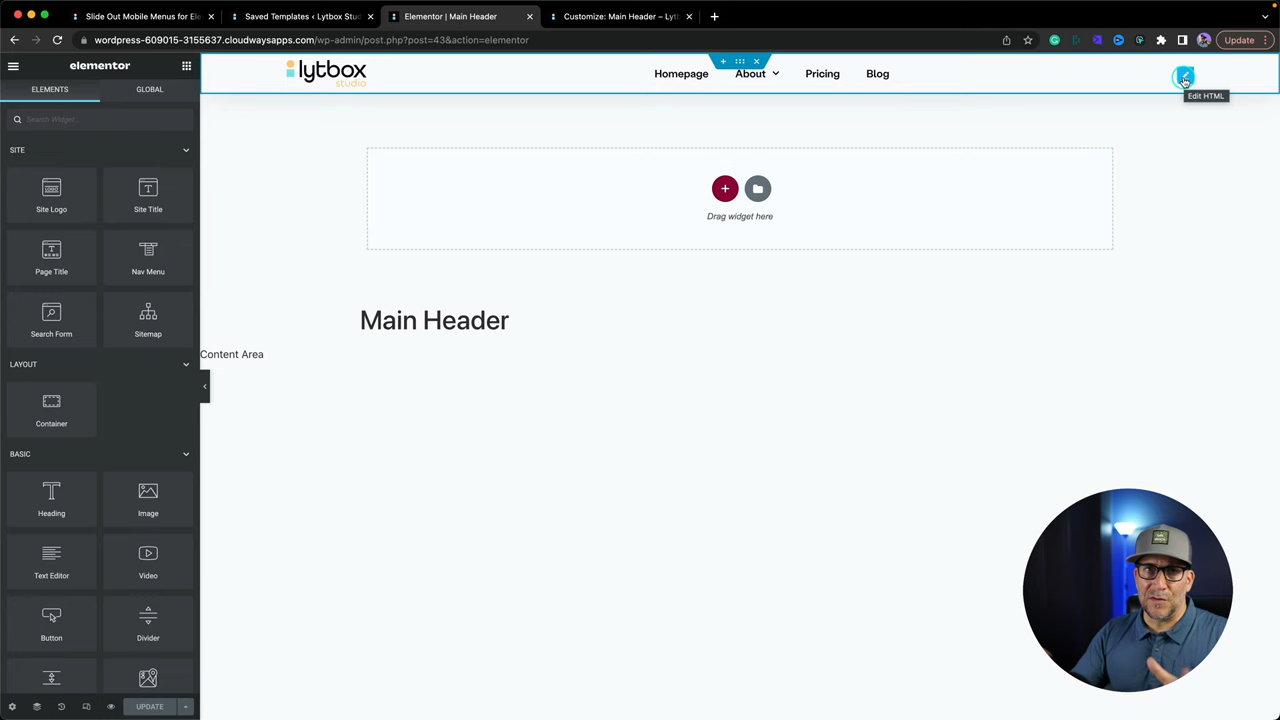 Slide Out Mobile Menus for Ele
Saved Templates ‹ Lytbox Stud
Elementor | Main Header
Customize: Main Header – Lytb
wordpress-609015-3155637.cloudwaysapps.com/wp-admin/post.php?post=43&action=elementor
Update
elementor
GLOBAL
Search Widget...
SITE
Site Logo
Site Title
Page Title
Nav Menu
Search Form
Sitemap
LAYOUT
Container
BASIC
Heading
Image
Text Editor
Video
Button
Divider
UPDATE
lytbox
studio
Homepage
About
Pricing
Blog
Edit HTML
Drag widget here
Main Header
Content Area